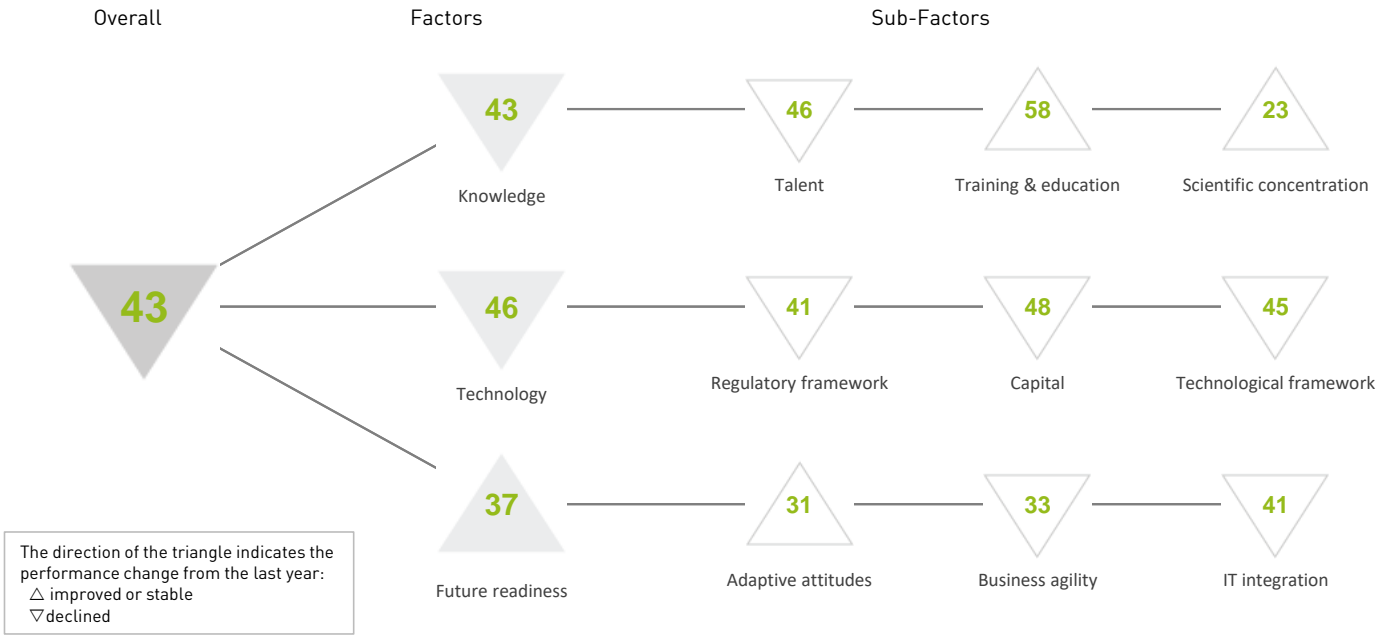 Overall Factors Sub-Factors
43 46 58 23
Knowledge Talent Training & education Scientific concentration
43
46 41 48 45
Technology Regulatory framework Capital Technological framework
37 31 33 41
Future readiness Adaptive attitudes Business agility IT integration
The direction of the triangle indicates the
performance change from the last year:
△ improved or stable
▽ declined